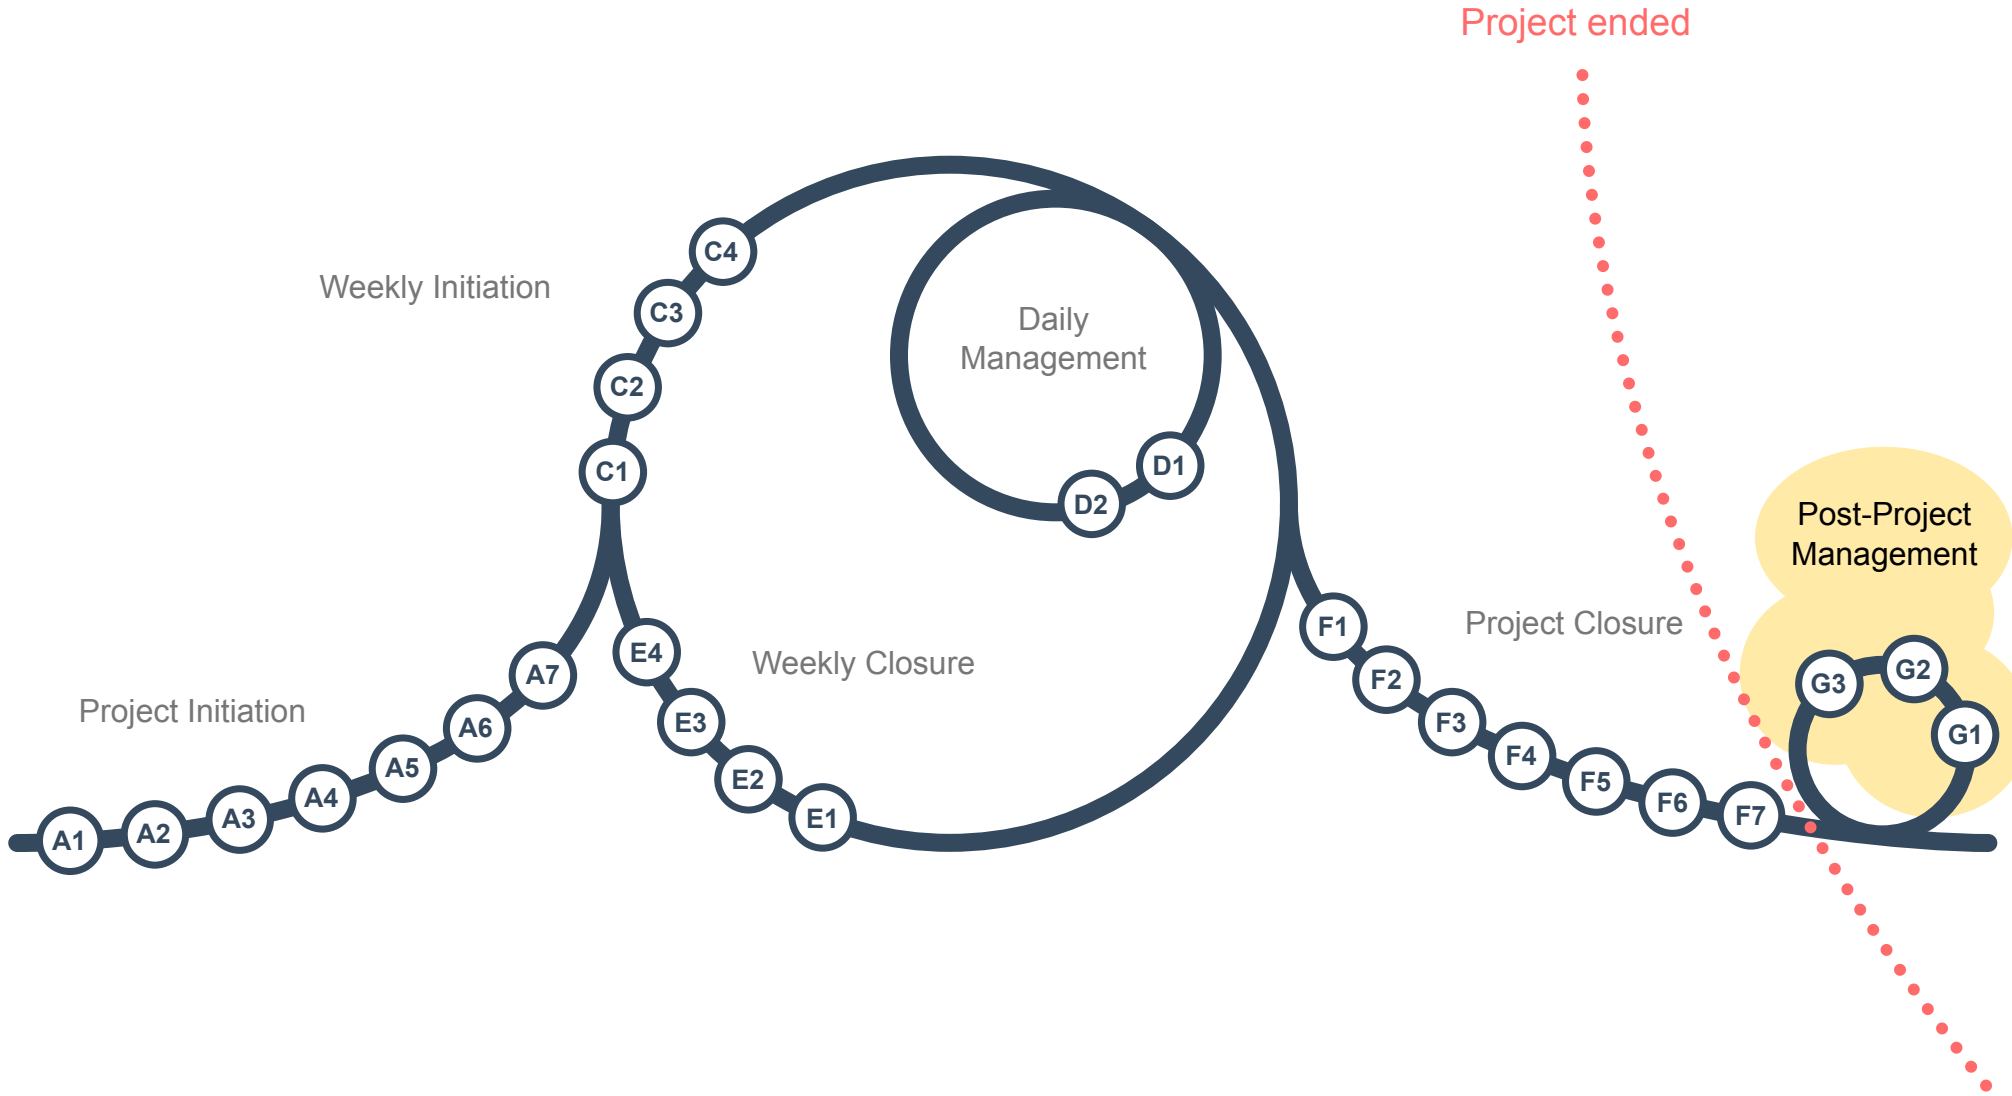 Project ended
C4
Weekly Initiation
C3
Daily
Management
C2
C1
D1
D2
Post-Project
Management
F1
Project Closure
E4
Weekly Closure
A7
F2
G3
G2
Project Initiation
A6
E3
F3
G1
A5
E2
F4
A4
F5
A3
E1
F6
F7
A2
A1